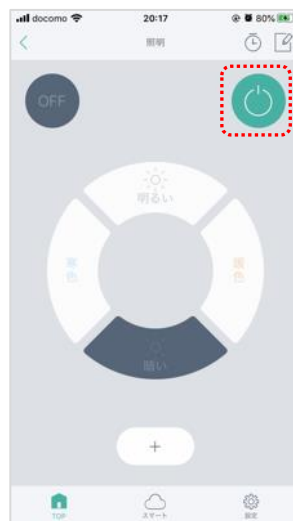 docomo 20:17 80%
照明
OFF
明るい
寒色
暖色
暗い
+
TOP スマート 設定